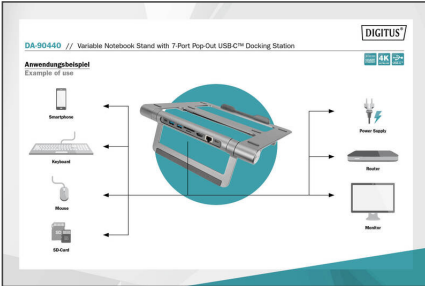 DIGITUS®
DA-90440 // Variable Notebook Stand with 7-Port Pop-Out USB-C™ Docking Station
4K
Anwendungsbeispiel
Example of use
Smartphone
Keyboard
Mouse
SD-Card
Power Supply
Router
Monitor